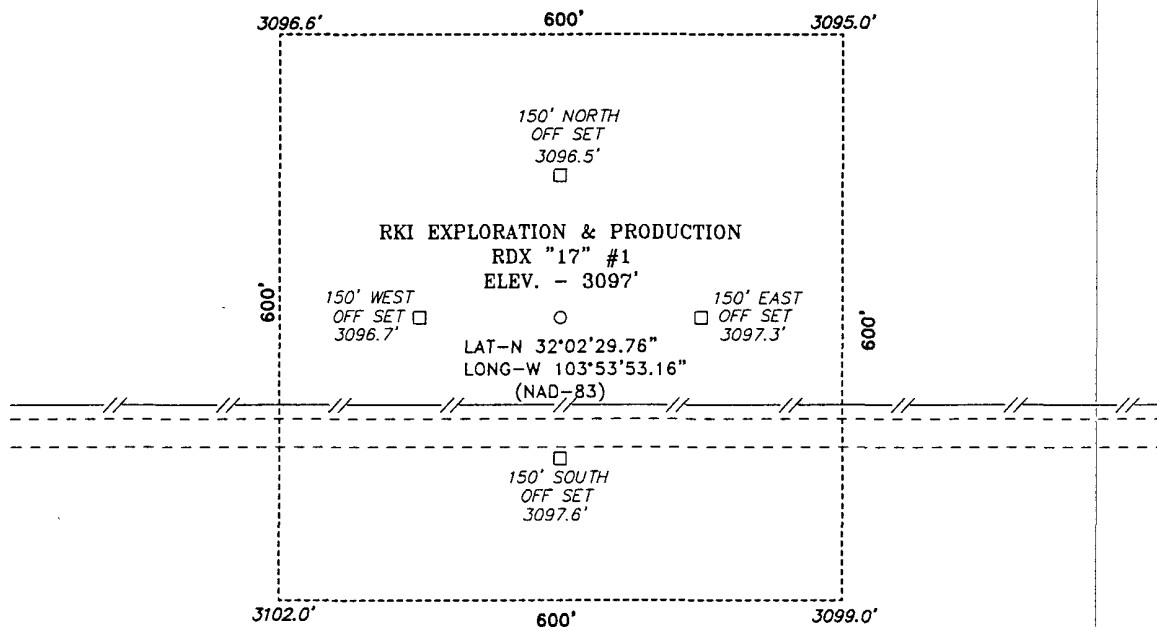 3096.6'
600'
3095.0'
150' NORTH
OFF SET
3096.5'
RKI EXPLORATION & PRODUCTION
RDX "17" #1
ELEV. - 3097'
600'
150' WEST
OFF SET
3096.7'
150' EAST
OFF SET
3097.3'
600'
LAT-N 32°02'29.76"
LONG-W 103°53'53.16"
(NAD-83)
150' SOUTH
OFF SET
3097.6'
3102.0'
600'
3099.0'